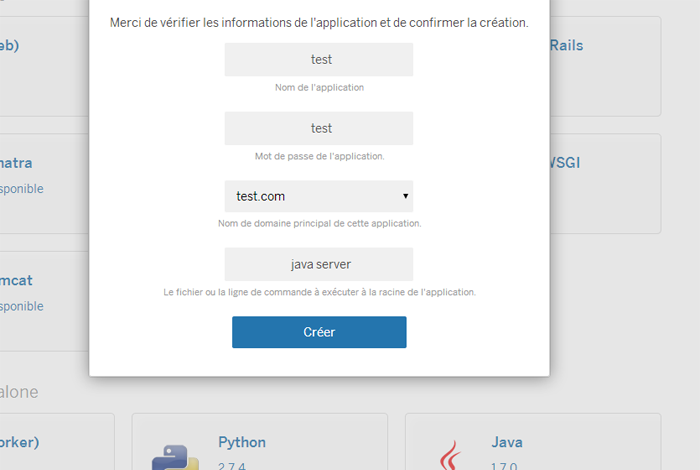 Merci de vérifier les informations de l'application et de confirmer la création.
eb)
Rails
test
Nom de l'application
test
Mot de passe de l'application.
natra
WSGI
sponible
test.com
Nom de domaine principal de cette application.
java server
mcat
Le fichier ou la ligne de commande à exécuter à la racine de l'application.
sponible
Créer
alone
orker)
Python
Java
2.7.4
1.7.0